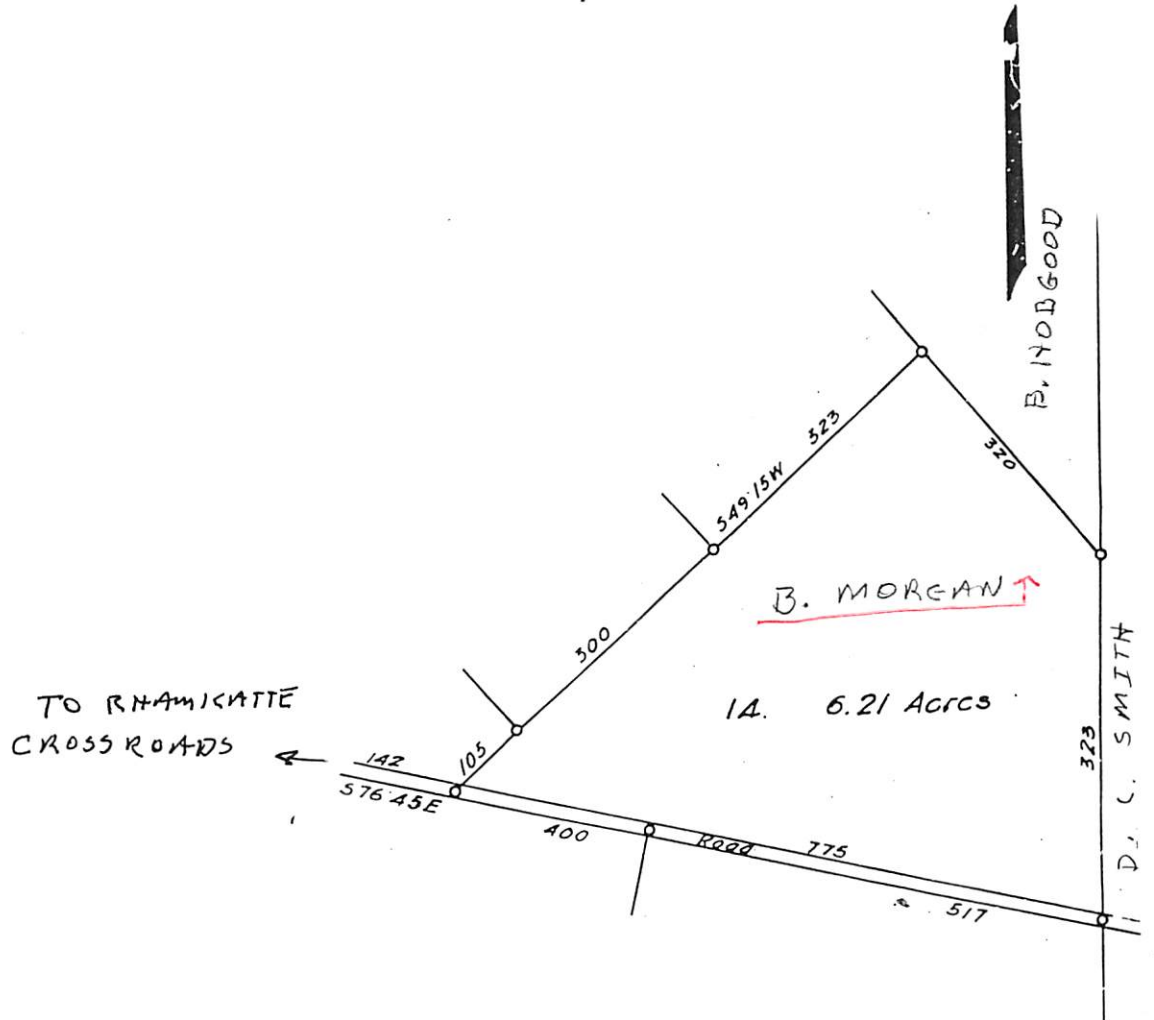 B. HOBGOOD
323
S49°15W
320
B. MORGAN
300
TO RHAMKATTE
CROSSROADS
1A. 6.21 Acres
105
323
D. C. SMITH
142
S76°45E
400
Road
775
517